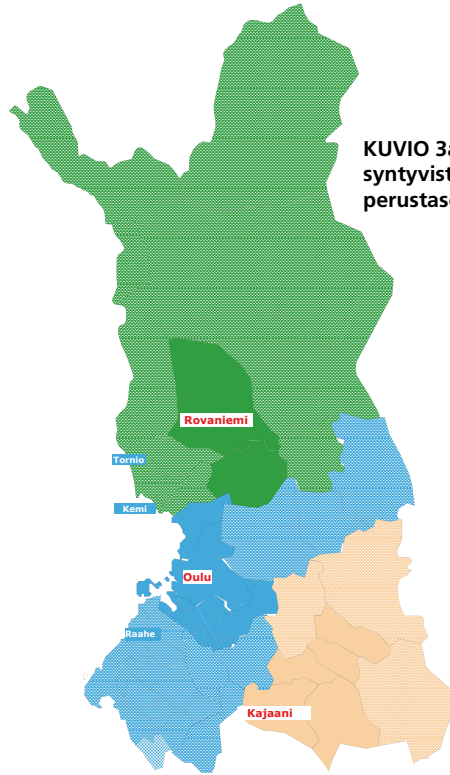 KUVIO 3a
syntyvist
perustaso
Rovaniemi
Tornio
Kemi
Oulu
Raahe
Kajaani